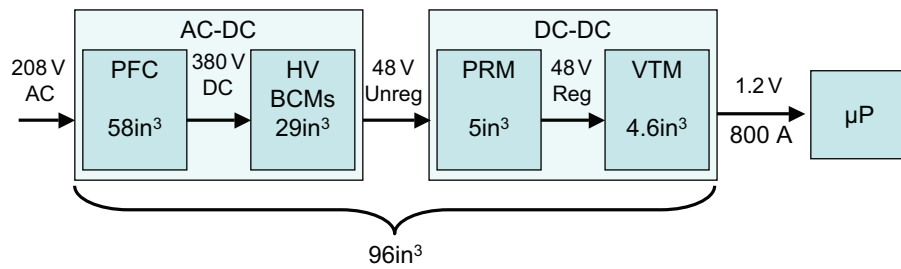 AC-DC
DC-DC
208 V
AC
PFC
58in³
380 V
DC
HV
BCMs
29in³
48 V
Unreg
PRM
5in³
48 V
Reg
VTM
4.6in³
1.2 V
800 A
µP
96in³